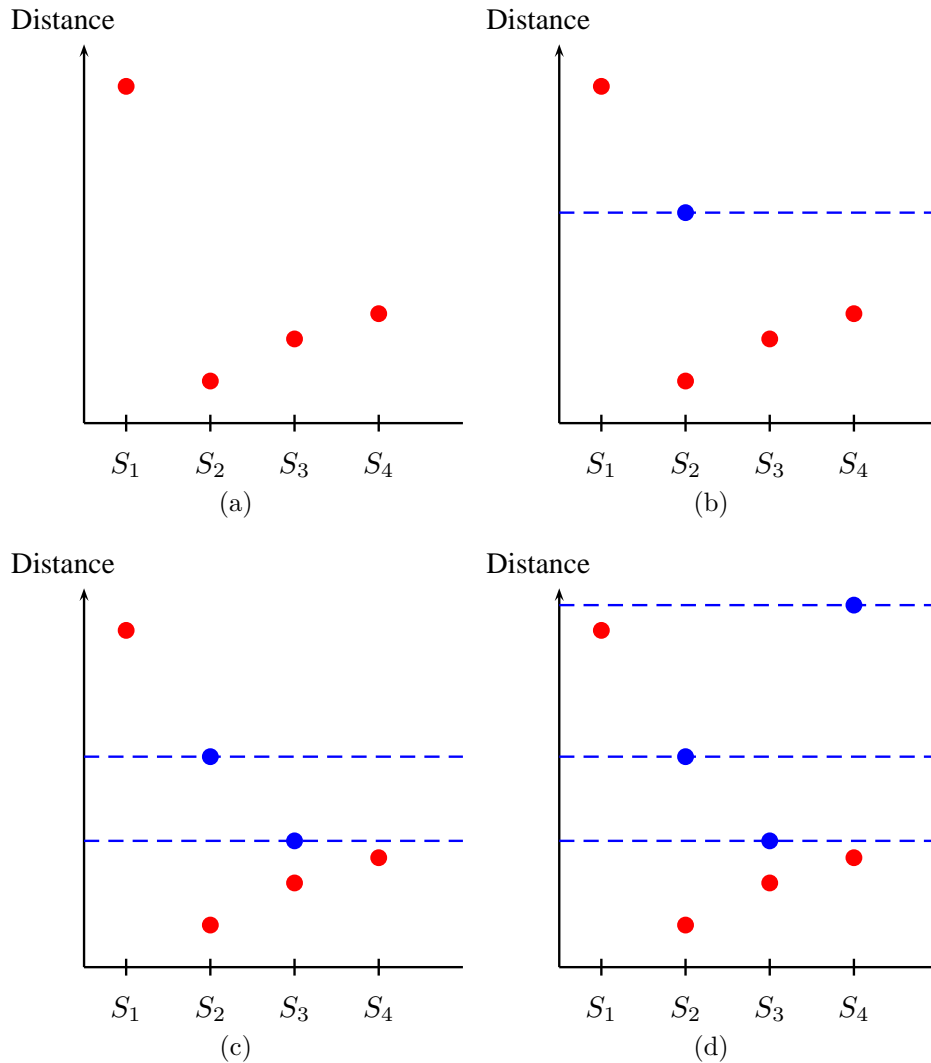 Distance
Distance
S₁ S₂ S₃ S₄
S₁ S₂ S₃ S₄
(a)
(b)
Distance
Distance
S₁ S₂ S₃ S₄
S₁ S₂ S₃ S₄
(c)
(d)